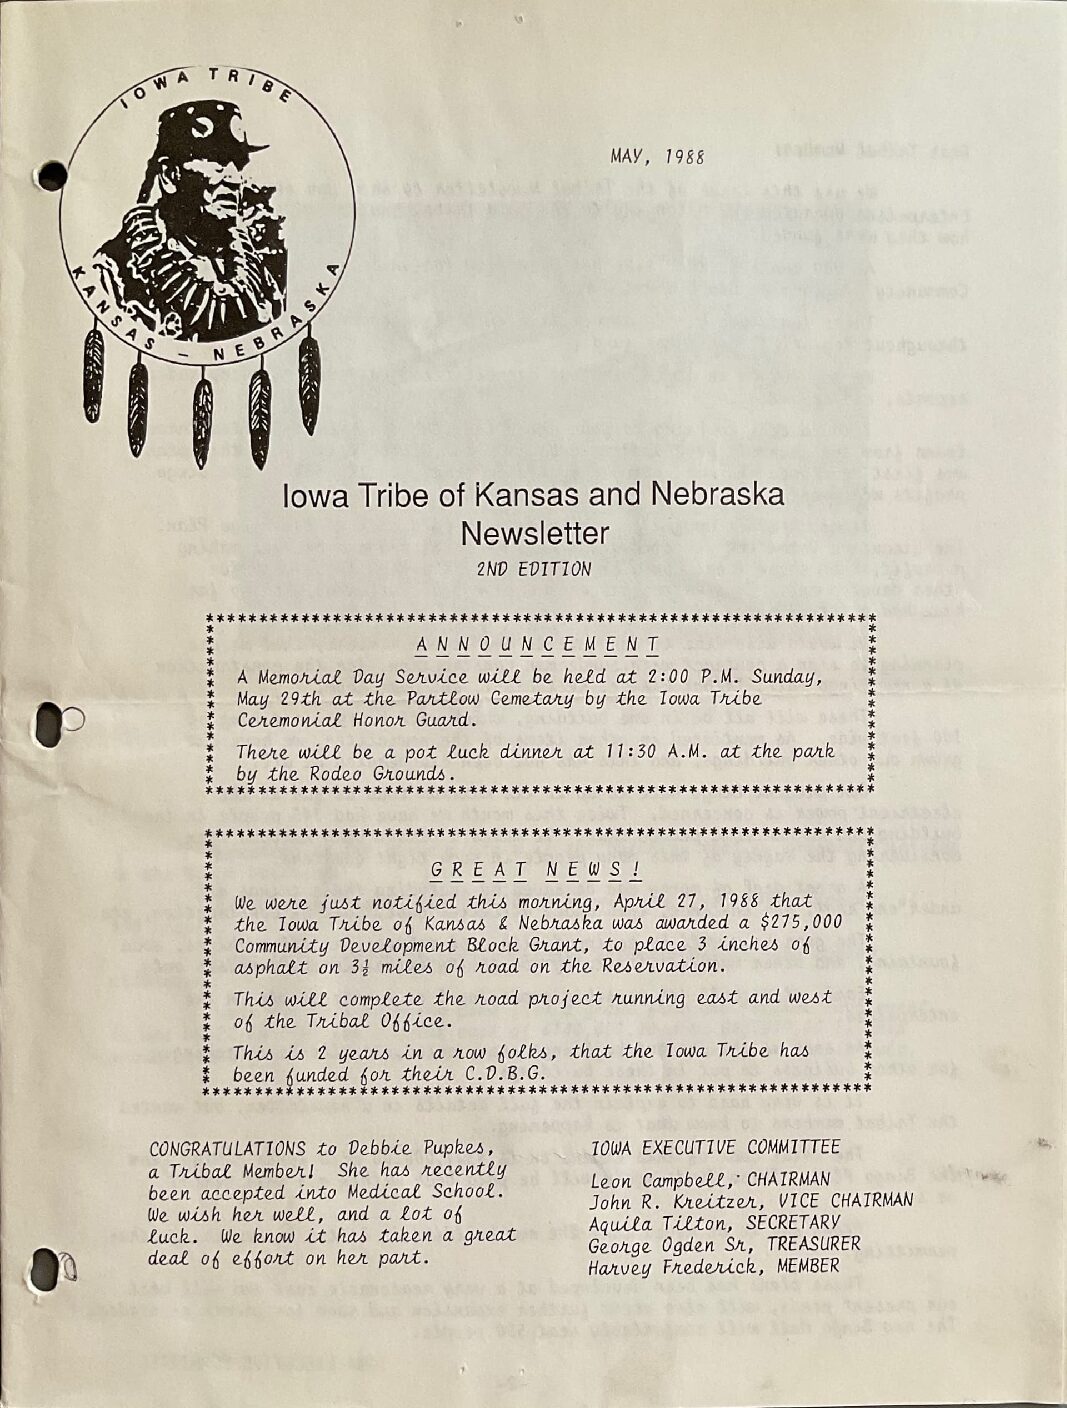 IOWA TRIBE
KANSAS - NEBRASKA
MAY, 1988
Iowa Tribe of Kansas and Nebraska
Newsletter
2ND EDITION
ANNOUNCEMENT
A Memorial Day Service will be held at 2:00 P.M. Sunday,
May 29th at the Partlow Cemetary by the Iowa Tribe
Ceremonial Honor Guard.
There will be a pot luck dinner at 11:30 A.M. at the park
by the Rodeo Grounds.
GREAT NEWS!
We were just notified this morning, April 27, 1988 that
the Iowa Tribe of Kansas & Nebraska was awarded a $275,000
Community Development Block Grant, to place 3 inches of
asphalt on 3½ miles of road on the Reservation.
This will complete the road project running east and west
of the Tribal Office.
This is 2 years in a row folks, that the Iowa Tribe has
been funded for their C.D.B.G.
CONGRATULATIONS to Debbie Pupkes,
a Tribal Member! She has recently
been accepted into Medical School.
We wish her well, and a lot of
luck. We know it has taken a great
deal of effort on her part.
IOWA EXECUTIVE COMMITTEE
Leon Campbell, CHAIRMAN
John R. Kreitzer, VICE CHAIRMAN
Aquila Tilton, SECRETARY
George Ogden Sr, TREASURER
Harvey Frederick, MEMBER